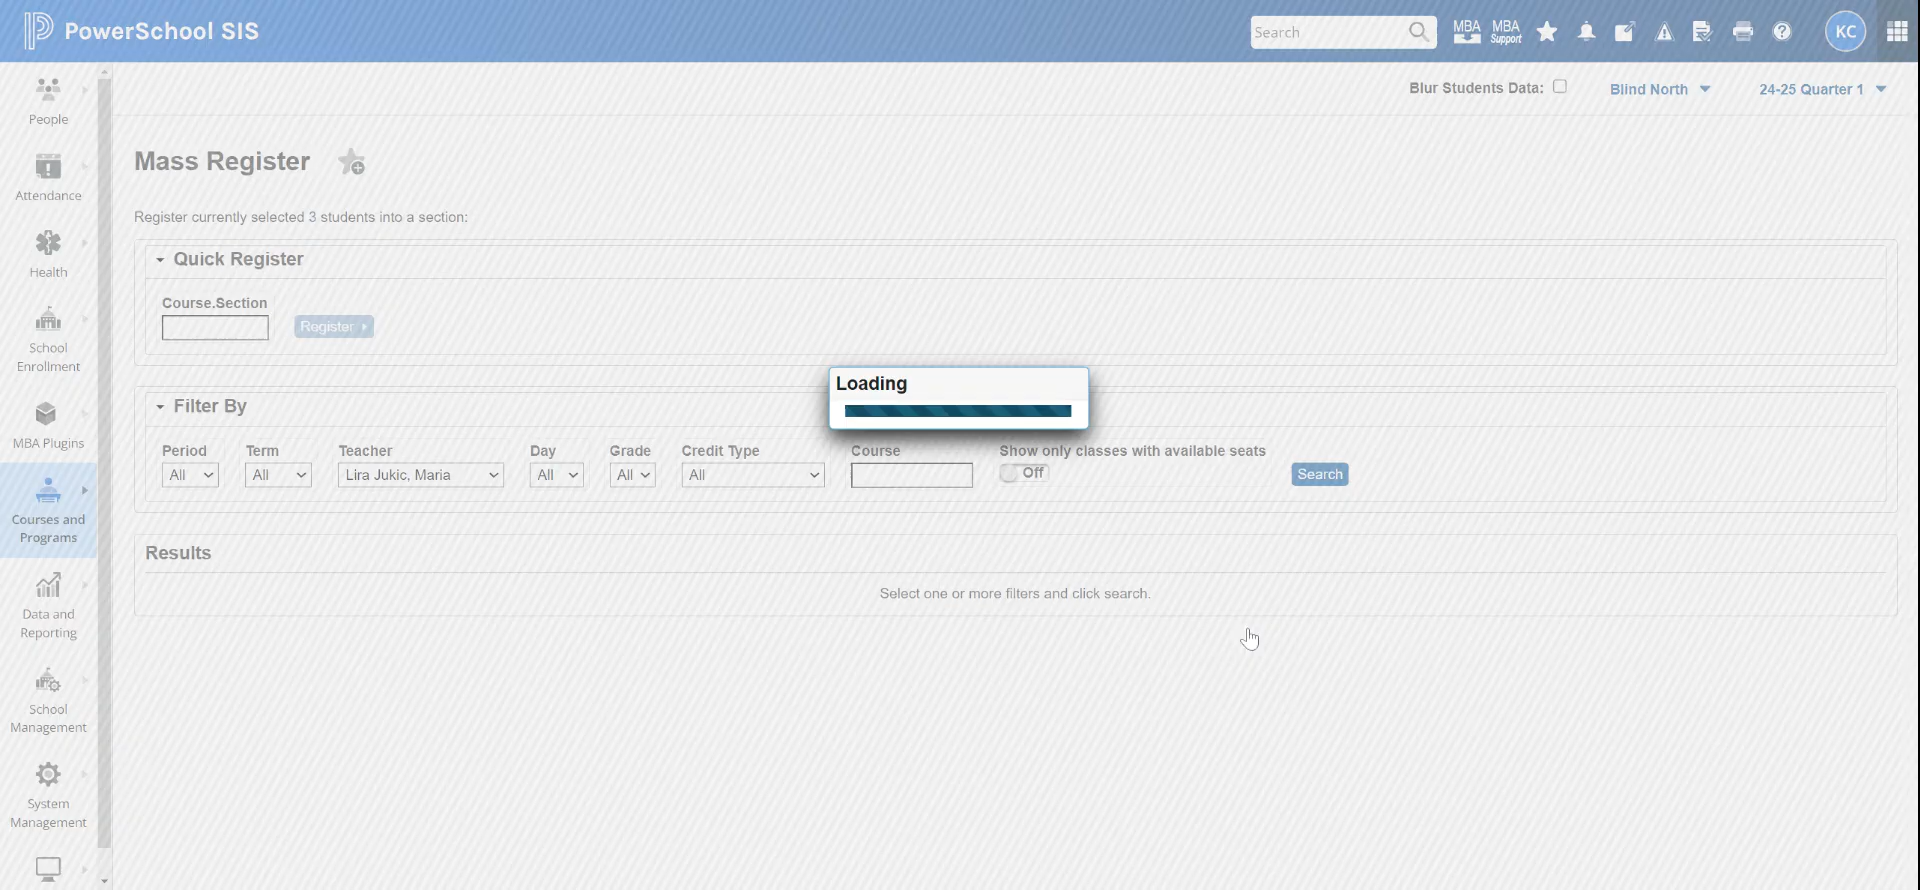 PowerSchool SIS
Search
MBA
MBA Support
KC
Blur Students Data:
Blind North
24-25 Quarter 1
People
Attendance
Health
School Enrollment
MBA Plugins
Courses and Programs
Data and Reporting
School Management
System Management
Mass Register
Register currently selected 3 students into a section:
Quick Register
Course.Section
Register
Loading
Filter By
Period Term Teacher Day Grade Credit Type Course Show only classes with available seats
All All Lira Jukic, Maria All All All Off Search
Results
Select one or more filters and click search.